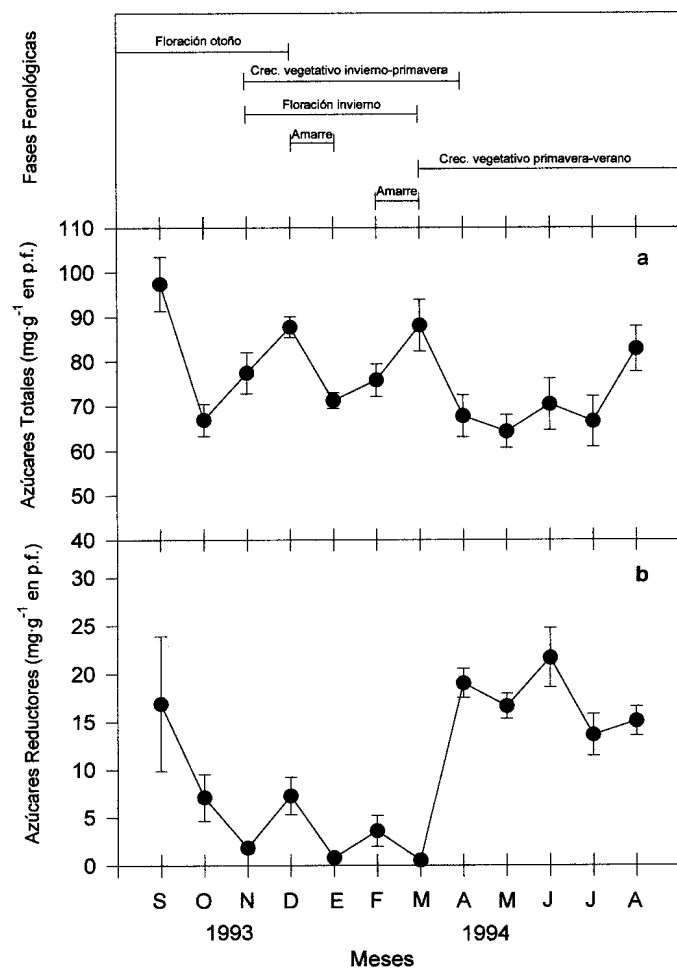 Fases Fenológicas
Floración otoño
Crec. vegetativo invierno-primavera
Floración invierno
Amarre
Crec. vegetativo primavera-verano
Amarre
Azúcares Totales (mg·g⁻¹ en p.f.)
110
100
90
80
70
60
50
a
Azúcares Reductores (mg·g⁻¹ en p.f.)
40
30
25
20
15
10
5
0
b
S O N D E F M A M J J A
1993 1994
Meses